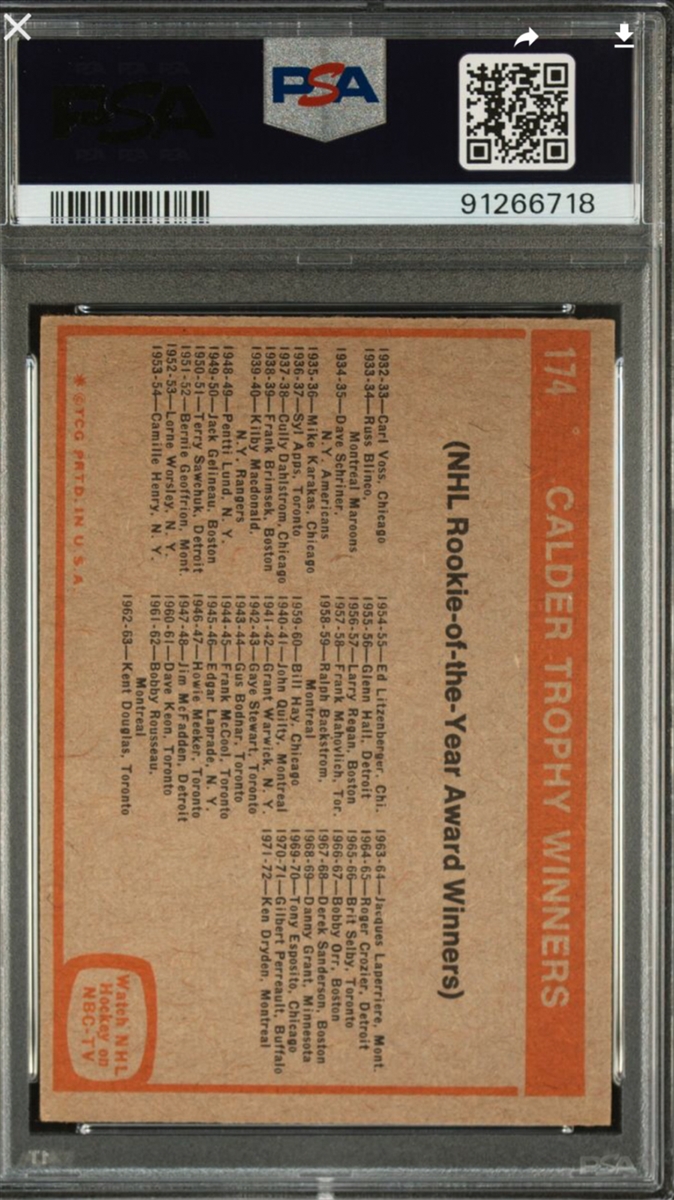 PSA
PSA
91266718
174 CALDER TROPHY WINNERS
(NHL Rookie-of-the-Year Award Winners)
1932-33—Carl Voss, Chicago
1933-34—Russ Blinco,
Montreal Maroons
1934-35—Dave Schriner,
N.Y. Americans
1935-36—Mike Karakas, Chicago
1936-37—Syl Apps, Toronto
1937-38—Cully Dahlstrom, Chicago
1938-39—Frank Brimsek, Boston
1939-40—Kilby Macdonald,
N.Y. Rangers
1948-49—Pentti Lund, N. Y.
1949-50—Jack Gelineau, Boston
1950-51—Terry Sawchuk, Detroit
1951-52—Bernie Geoffrion, Mont.
1952-53—Lorne Worsley, N. Y.
1953-54—Camille Henry, N. Y.
1954-55—Ed Litzenberger, Chi.
1955-56—Glenn Hall, Detroit
1956-57—Larry Regan, Boston
1957-58—Frank Mahovlich, Tor.
1958-59—Ralph Backstrom,
Montreal
1959-60—Bill Hay, Chicago
1940-41—John Quilty, Montreal
1941-42—Grant Warwick, N. Y.
1942-43—Gaye Stewart, Toronto
1943-44—Gus Bodnar, Toronto
1944-45—Frank McCool, Toronto
1945-46—Edgar Laprade, N. Y.
1946-47—Howie Meeker, Toronto
1947-48—Jim McFadden, Detroit
1960-61—Dave Keon, Toronto
1961-62—Bobby Rousseau,
Montreal
1962-63—Kent Douglas, Toronto
1963-64—Jacques Laperriere, Mont.
1964-65—Roger Crozier, Detroit
1965-66—Brit Selby, Toronto
1966-67—Bobby Orr, Boston
1967-68—Derek Sanderson, Boston
1968-69—Danny Grant, Minnesota
1969-70—Tony Esposito, Chicago
1970-71—Gilbert Perreault, Buffalo
1971-72—Ken Dryden, Montreal
* © TCG PRTD. IN U.S.A.
Watch NHL
Hockey on
NBC-TV
PSA